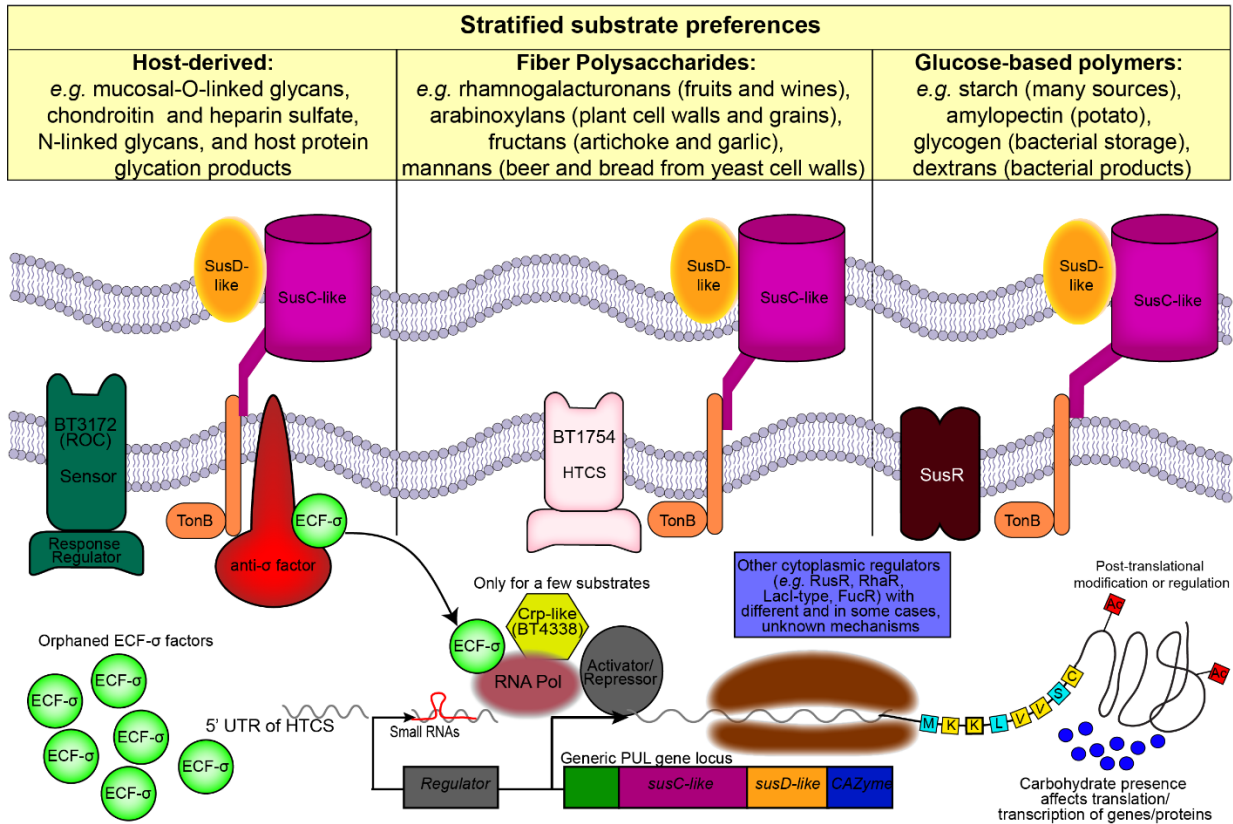 Stratified substrate preferences
Host-derived:
e.g. mucosal-O-linked glycans,
chondroitin and heparin sulfate,
N-linked glycans, and host protein
glycation products
Fiber Polysaccharides:
e.g. rhamnogalacturonans (fruits and wines),
arabinoxylans (plant cell walls and grains),
fructans (artichoke and garlic),
mannans (beer and bread from yeast cell walls)
Glucose-based polymers:
e.g. starch (many sources),
amylopectin (potato),
glycogen (bacterial storage),
dextrans (bacterial products)
SusD-
like
SusC-like
SusD-
like
SusC-like
SusD-
like
SusC-like
BT3172
(ROC)
Sensor
Response
Regulator
TonB
ECF-σ
anti-σ factor
BT1754
HTCS
TonB
SusR
TonB
Only for a few substrates
Crp-like
(BT4338)
ECF-σ
RNA Pol
Activator/
Repressor
Other cytoplasmic regulators
(e.g. RusR, RhaR,
LacI-type, FucR) with
different and in some cases,
unknown mechanisms
Post-translational
modification or regulation
Ac
Ac
Orphaned ECF-σ factors
ECF-σ
ECF-σ
ECF-σ
ECF-σ
ECF-σ
ECF-σ
ECF-σ
5' UTR of HTCS
Small RNAs
M K K L V V S C
Generic PUL gene locus
Regulator
susC-like
susD-like
CAZyme
Carbohydrate presence
affects translation/
transcription of genes/proteins